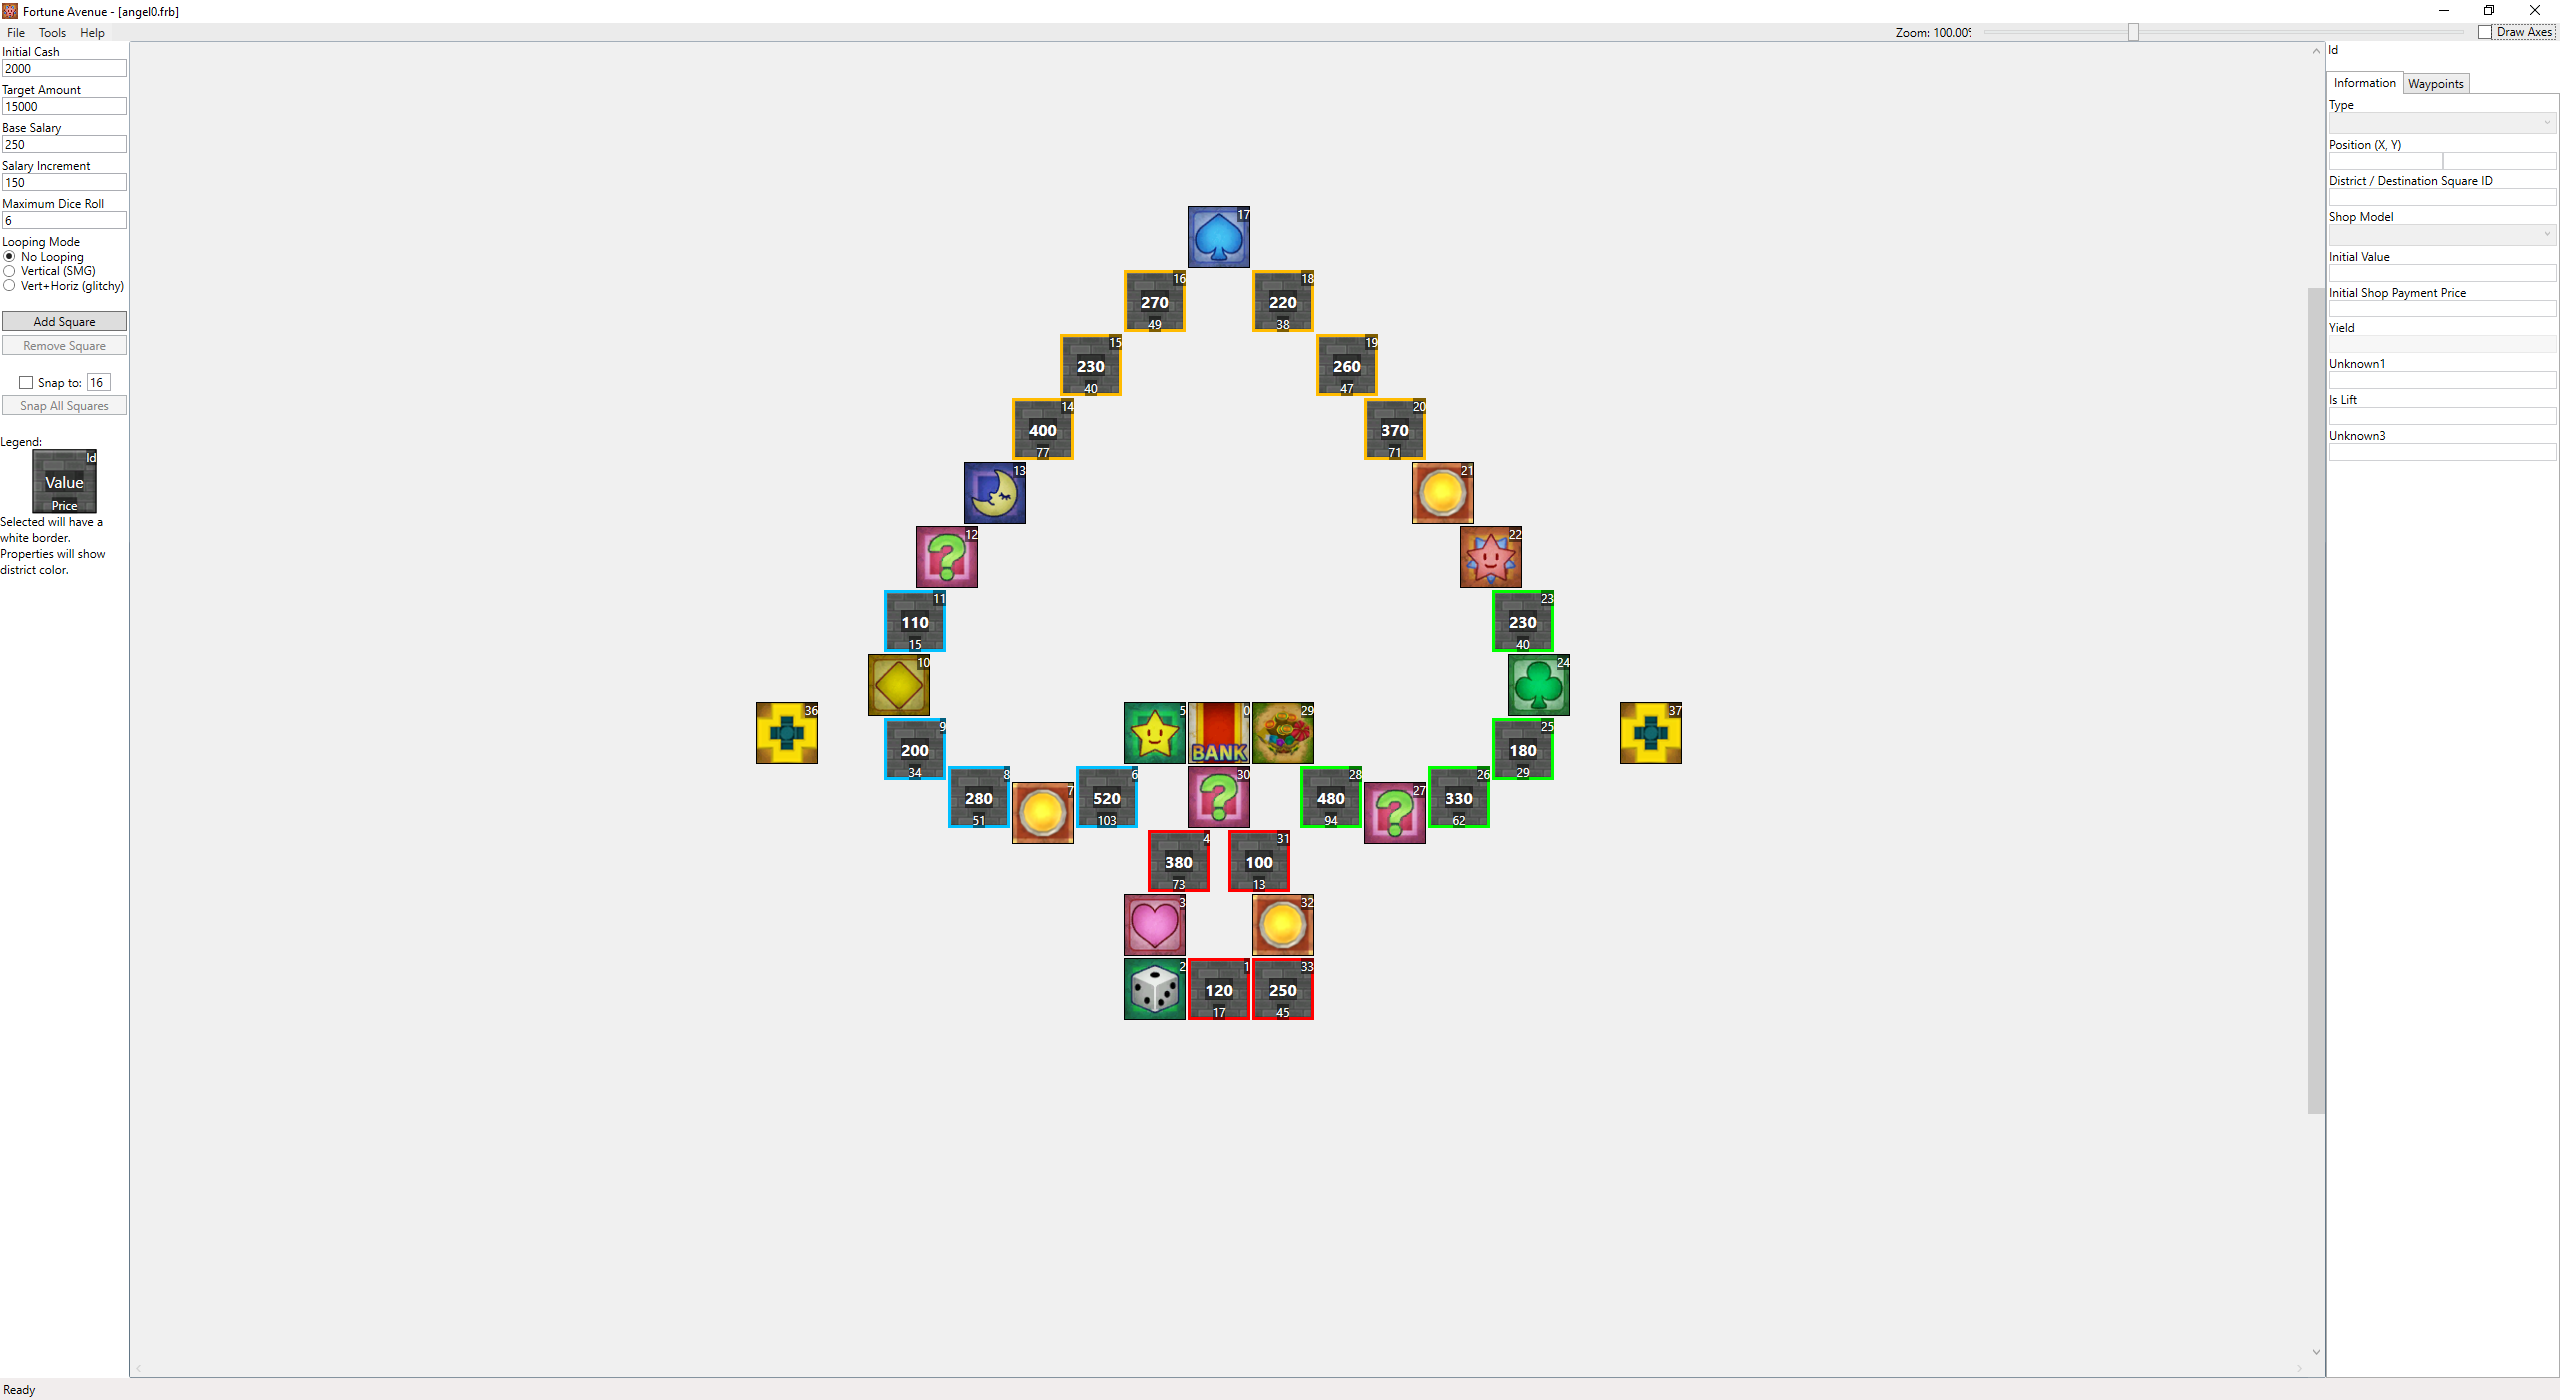 Fortune Avenue - [angel0.frb]
File Tools Help
Zoom: 100.00%
Draw Axes
Initial Cash
2000
Target Amount
15000
Base Salary
250
Salary Increment
150
Maximum Dice Roll
6
Looping Mode
No Looping
Vertical (SMG)
Vert+Horiz (glitchy)
Add Square
Remove Square
Snap to: 16
Snap All Squares
Legend:
Id
Value
Price
Selected will have a
white border.
Properties will show
district color.
17
16
270
49
18
220
38
15
230
40
19
260
47
14
400
77
20
370
71
13
21
12
22
11
110
15
23
230
40
10
24
36
9
200
34
5
0
BANK
29
25
180
29
37
8
280
51
7
6
520
103
30
28
480
94
27
26
330
62
4
380
73
31
100
13
3
32
2
1
120
17
33
250
45
Id
Information Waypoints
Type
Position (X, Y)
District / Destination Square ID
Shop Model
Initial Value
Initial Shop Payment Price
Yield
Unknown1
Is Lift
Unknown3
Ready